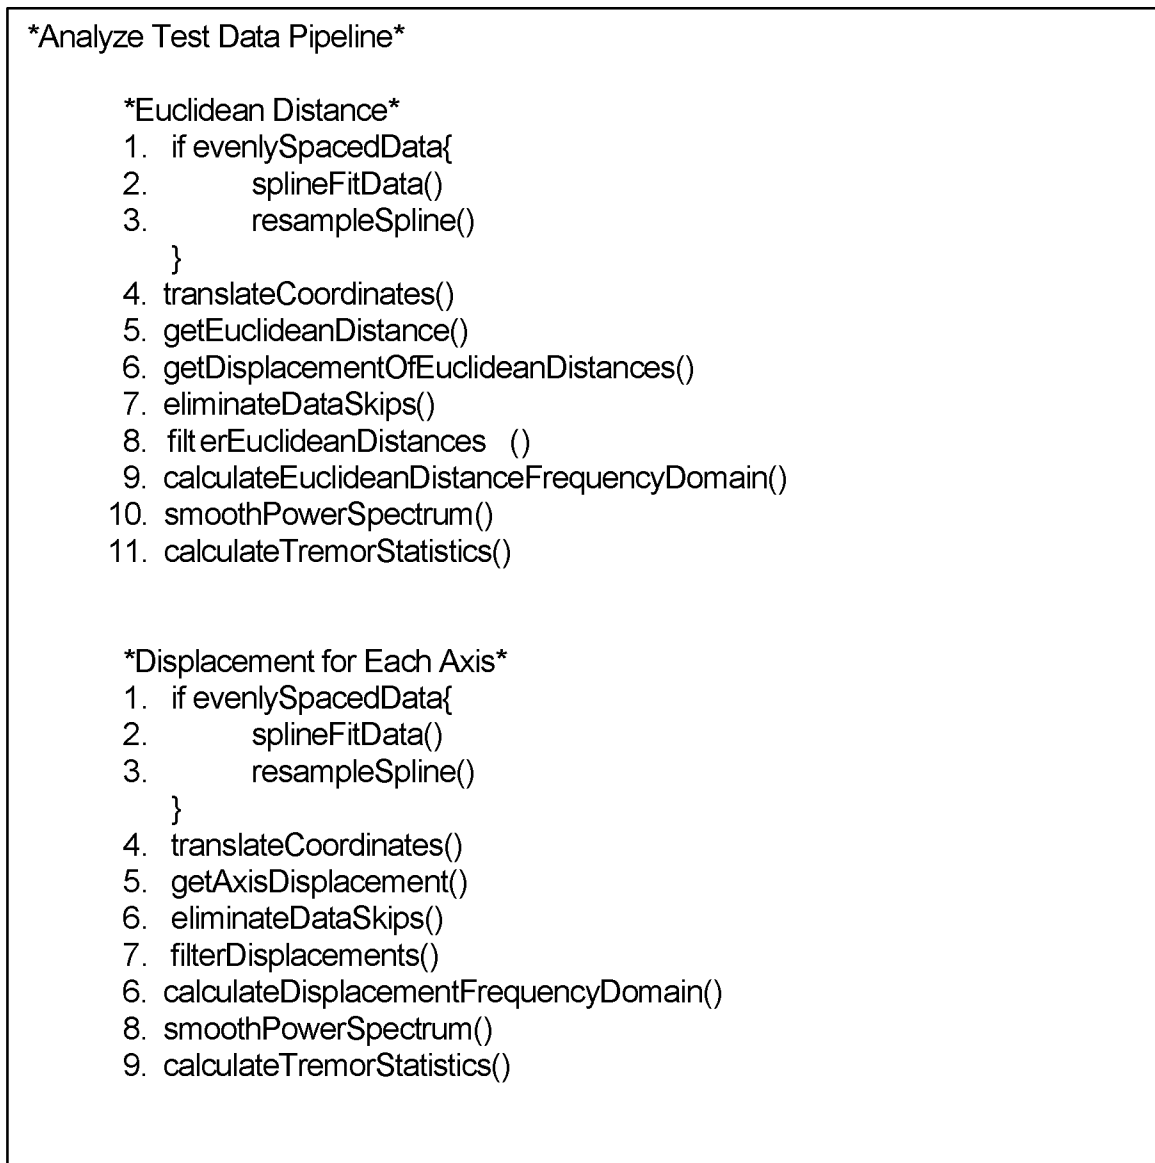 *Analyze Test Data Pipeline*
*Euclidean Distance*
1. if evenlySpacedData{
2. splineFitData()
3. resampleSpline()
}
4. translateCoordinates()
5. getEuclideanDistance()
6. getDisplacementOfEuclideanDistances()
7. eliminateDataSkips()
8. filterEuclideanDistances ()
9. calculateEuclideanDistanceFrequencyDomain()
10. smoothPowerSpectrum()
11. calculateTremorStatistics()
*Displacement for Each Axis*
1. if evenlySpacedData{
2. splineFitData()
3. resampleSpline()
}
4. translateCoordinates()
5. getAxisDisplacement()
6. eliminateDataSkips()
7. filterDisplacements()
6. calculateDisplacementFrequencyDomain()
8. smoothPowerSpectrum()
9. calculateTremorStatistics()